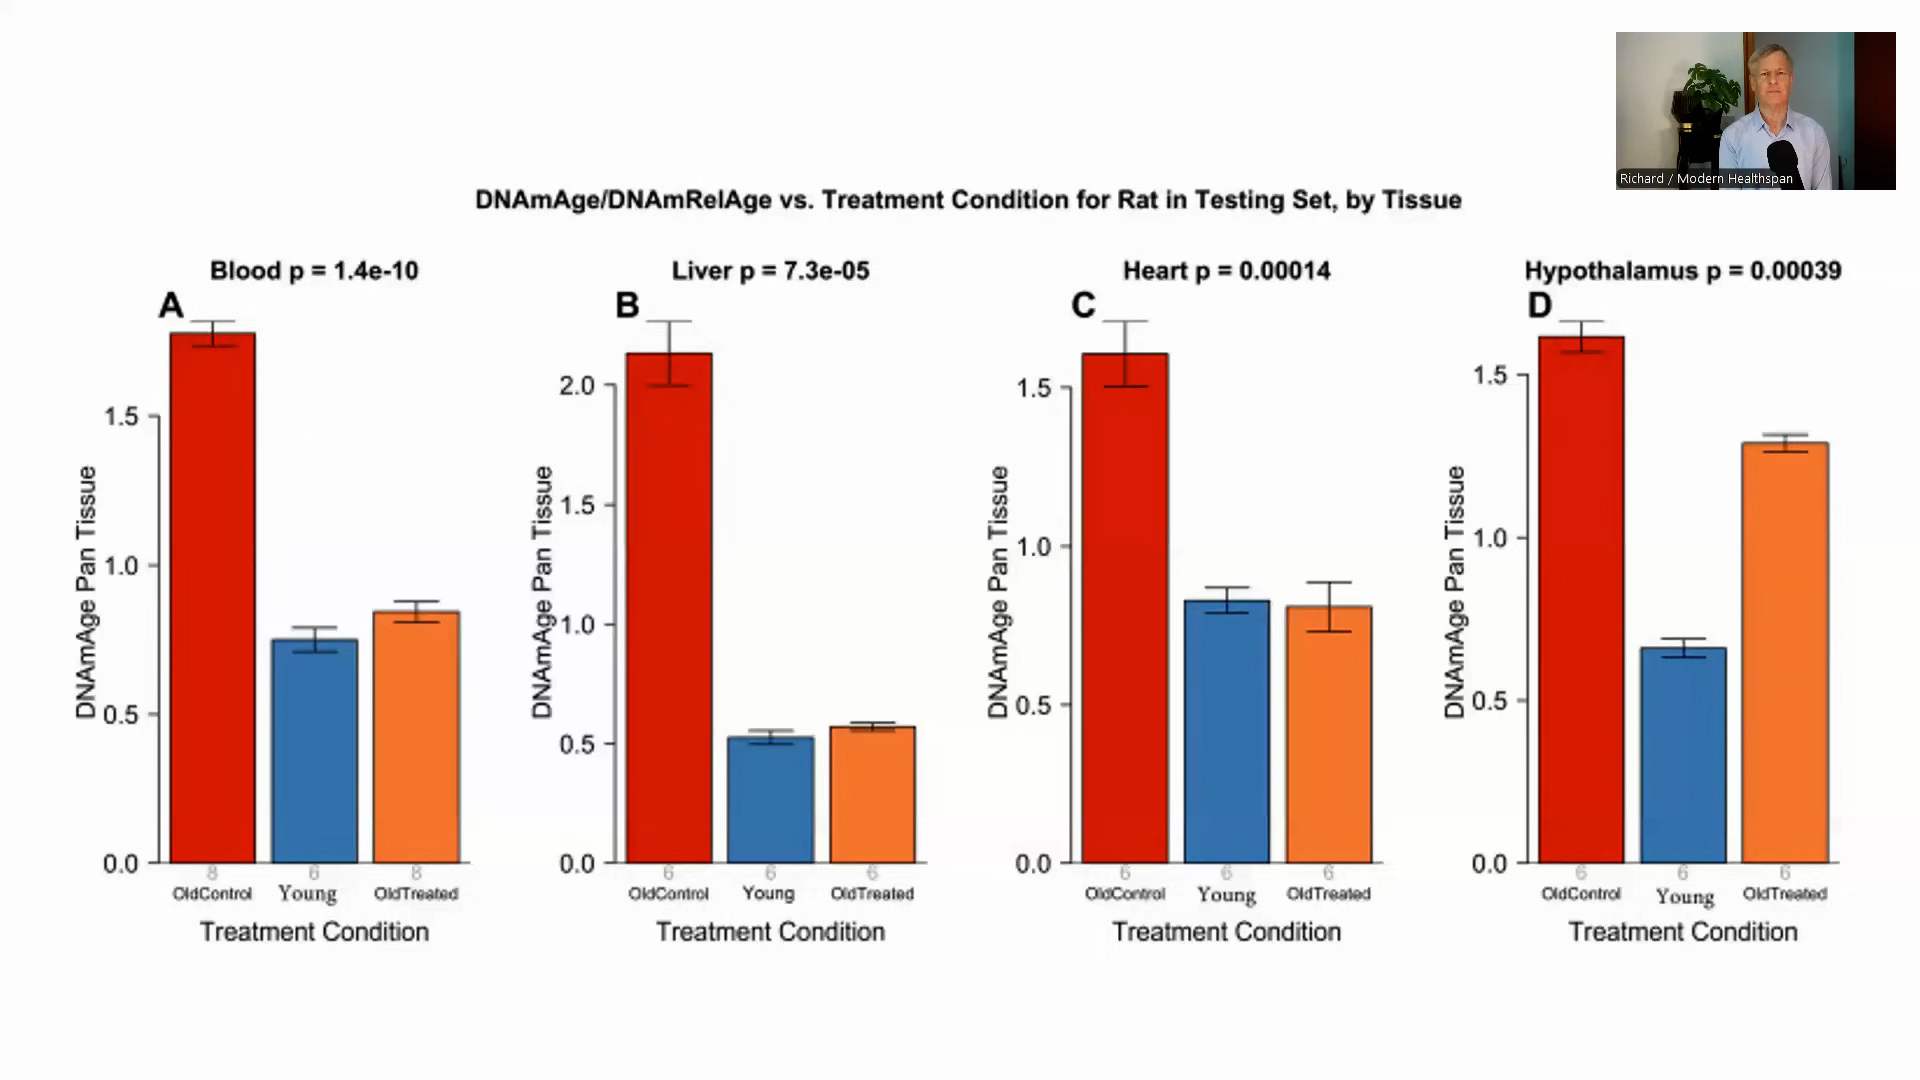 Richard / Modern Healthspan
DNAmAge/DNAmRelAge vs. Treatment Condition for Rat in Testing Set, by Tissue
Blood p = 1.4e-10
A
DNAmAge Pan Tissue
1.5
1.0
0.5
0.0
8 6 8
OldControl Young OldTreated
Treatment Condition
Liver p = 7.3e-05
B
DNAmAge Pan Tissue
2.0
1.5
1.0
0.5
0.0
6 6 6
OldControl Young OldTreated
Treatment Condition
Heart p = 0.00014
C
DNAmAge Pan Tissue
1.5
1.0
0.5
0.0
6 6 6
OldControl Young OldTreated
Treatment Condition
Hypothalamus p = 0.00039
D
DNAmAge Pan Tissue
1.5
1.0
0.5
0.0
6 6 6
OldControl Young OldTreated
Treatment Condition